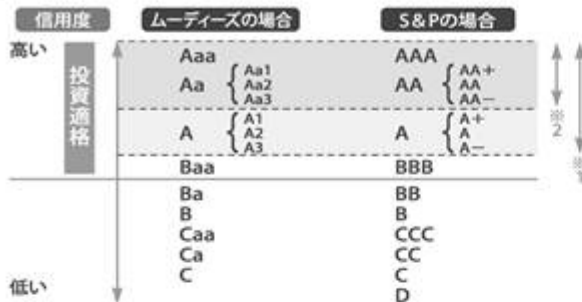 信用度 ムーディーズの場合 S&Pの場合
高い
投資適格
Aaa AAA
Aa1 AA+
Aa Aa2 AA AA
Aa3 AA−
※2
A1 A+
A A2 A A
A3 A−
※1
Baa BBB
Ba BB
B B
Caa CCC
Ca CC
C C
低い
D